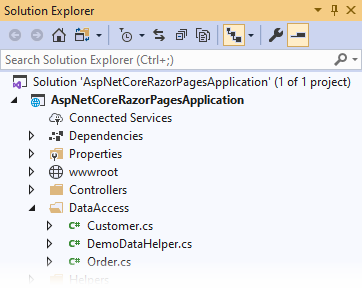 Solution Explorer
Search Solution Explorer (Ctrl+;)
Solution 'AspNetCoreRazorPagesApplication' (1 of 1 project)
AspNetCoreRazorPagesApplication
Connected Services
Dependencies
Properties
wwwroot
Controllers
DataAccess
Customer.cs
DemoDataHelper.cs
Order.cs
Helpers